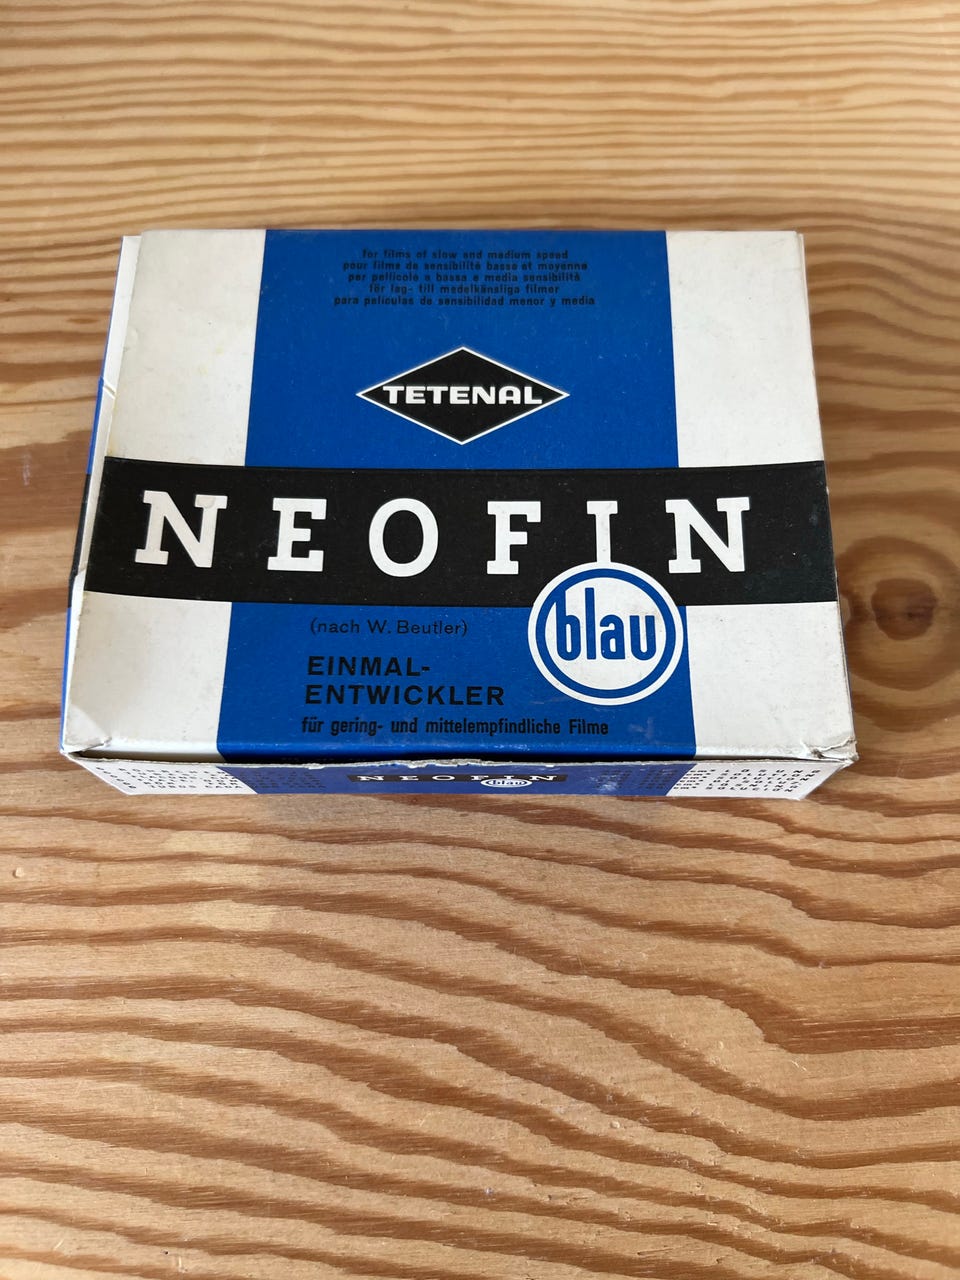 for films of slow and medium speed
pour films de sensibilité basse et moyenne
per pellicole a bassa e media sensibilità
för lag- till medelkänsliga filmer
para peliculas de sensibilidad menor y media
TETENAL
NEOFIN
blau
(nach W. Beutler)
EINMAL-
ENTWICKLER
für gering- und mittelempfindliche Filme
NEOFIN
blau